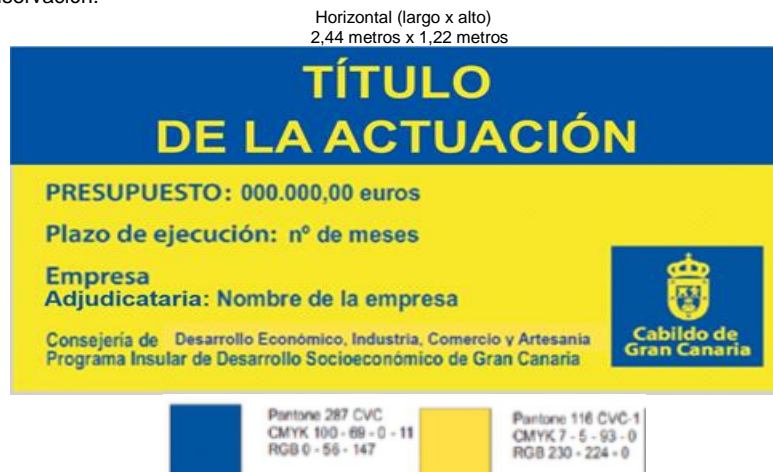 Horizontal (largo x alto)
2,44 metros x 1,22 metros
TÍTULO
DE LA ACTUACIÓN
PRESUPUESTO: 000.000,00 euros
Plazo de ejecución: nº de meses
Empresa
Adjudicataria: Nombre de la empresa
Consejería de Desarrollo Económico, Industria, Comercio y Artesanía
Programa Insular de Desarrollo Socioeconómico de Gran Canaria
Cabildo de
Gran Canaria
Pantone 287 CVC
CMYK 100 - 69 - 0 - 11
RGB 0 - 56 - 147
Pantone 116 CVC-1
CMYK 7 - 5 - 93 - 0
RGB 230 - 224 - 0